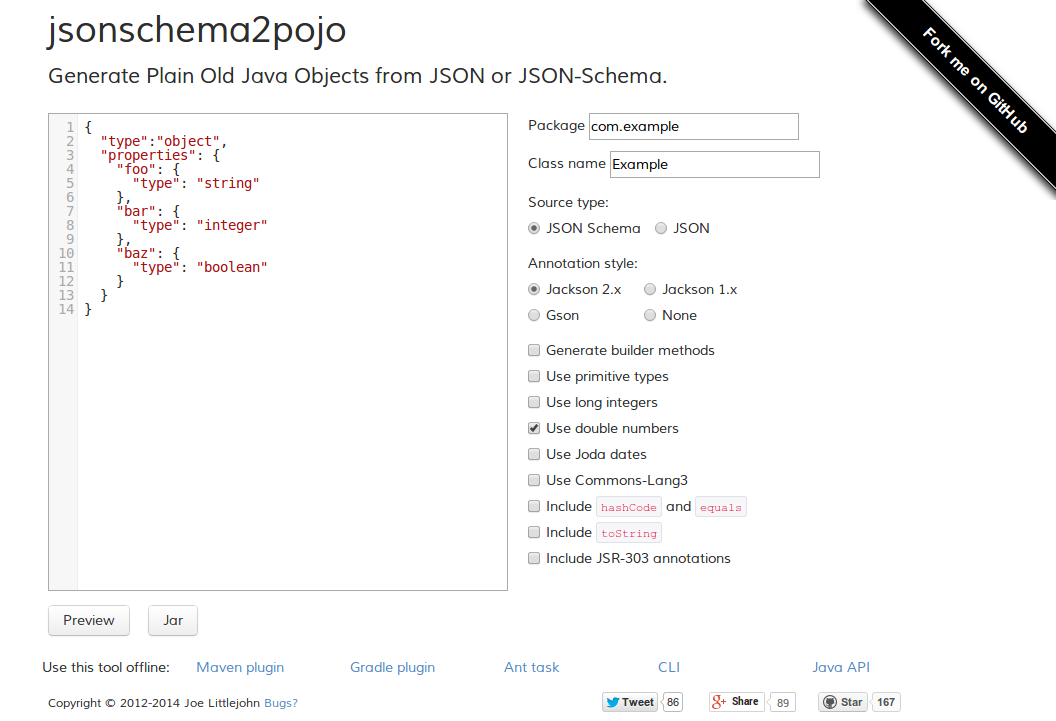 jsonschema2pojo
Generate Plain Old Java Objects from JSON or JSON-Schema.
Fork me on GitHub
1 {
2   "type":"object",
3   "properties": {
4     "foo": {
5       "type": "string"
6     },
7     "bar": {
8       "type": "integer"
9     },
10     "baz": {
11       "type": "boolean"
12     }
13   }
14 }
Package com.example
Class name Example
Source type:
JSON Schema JSON
Annotation style:
Jackson 2.x Jackson 1.x
Gson None
Generate builder methods
Use primitive types
Use long integers
Use double numbers
Use Joda dates
Use Commons-Lang3
Include hashCode and equals
Include toString
Include JSR-303 annotations
Preview Jar
Use this tool offline: Maven plugin Gradle plugin Ant task CLI Java API
Copyright © 2012-2014 Joe Littlejohn Bugs? Tweet 86 g+ Share 89 Star 167